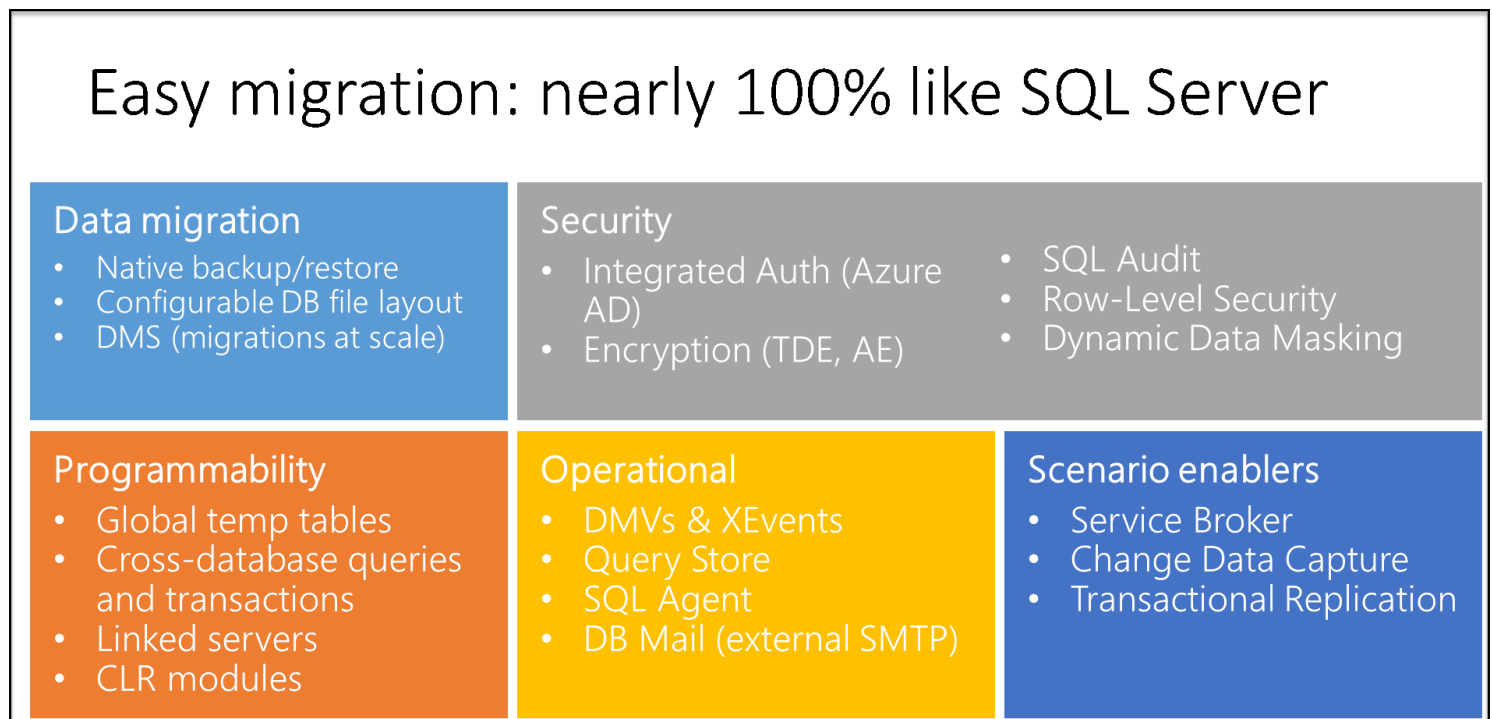 Easy migration: nearly 100% like SQL Server
Data migration
• Native backup/restore
• Configurable DB file layout
• DMS (migrations at scale)
Security
• Integrated Auth (Azure
AD)
• Encryption (TDE, AE)
• SQL Audit
• Row-Level Security
• Dynamic Data Masking
Programmability
• Global temp tables
• Cross-database queries
and transactions
• Linked servers
• CLR modules
Operational
• DMVs & XEvents
• Query Store
• SQL Agent
• DB Mail (external SMTP)
Scenario enablers
• Service Broker
• Change Data Capture
• Transactional Replication